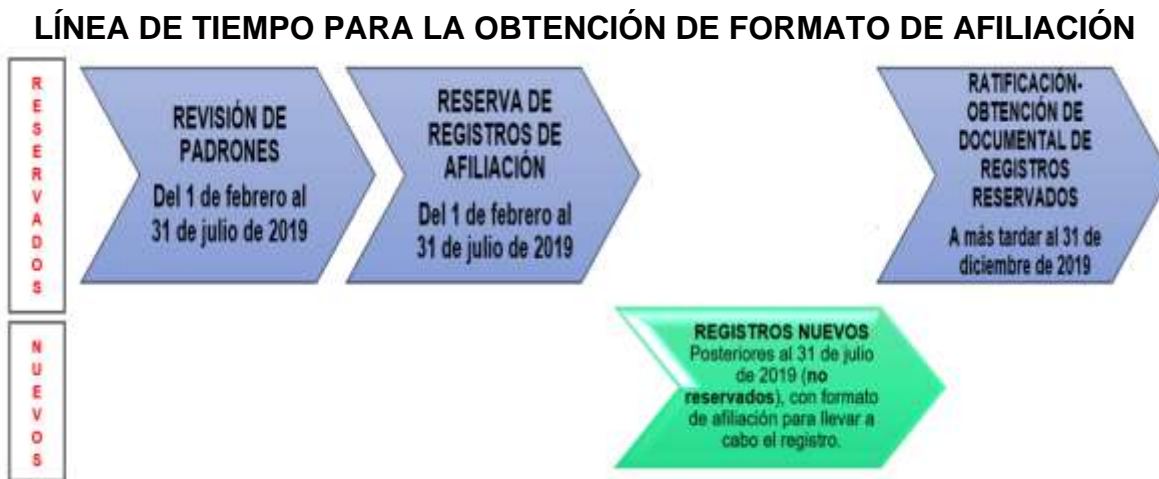 LÍNEA DE TIEMPO PARA LA OBTENCIÓN DE FORMATO DE AFILIACIÓN
RESERVADOS
REVISIÓN DE
PADRONES
Del 1 de febrero al
31 de julio de 2019
RESERVA DE
REGISTROS DE
AFILIACIÓN
Del 1 de febrero al
31 de julio de 2019
RATIFICACIÓN-
OBTENCIÓN DE
DOCUMENTAL DE
REGISTROS
RESERVADOS
A más tardar al 31 de
diciembre de 2019
NUEVOS
REGISTROS NUEVOS
Posteriores al 31 de julio
de 2019 (no
reservados), con formato
de afiliación para llevar a
cabo el registro.